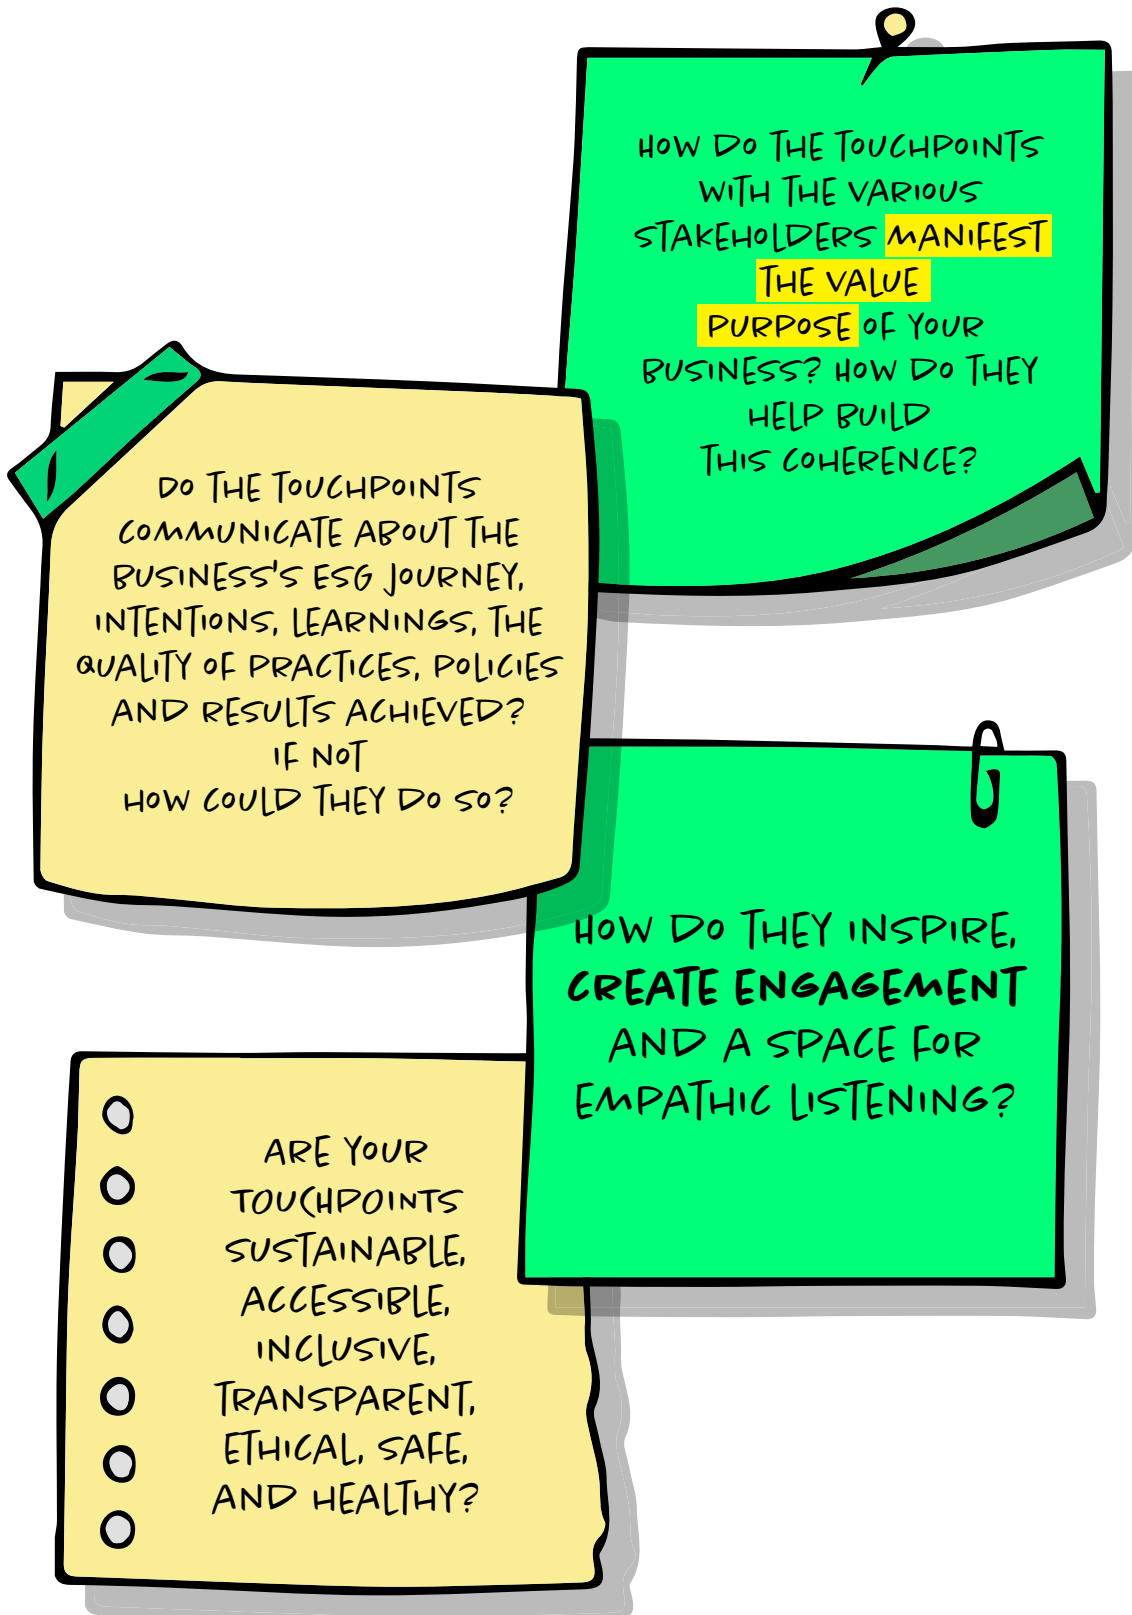 HOW DO THE TOUCHPOINTS
WITH THE VARIOUS
STAKEHOLDERS MANIFEST
THE VALUE
PURPOSE OF YOUR
BUSINESS? HOW DO THEY
HELP BUILD
THIS COHERENCE?
DO THE TOUCHPOINTS
COMMUNICATE ABOUT THE
BUSINESS'S ESG JOURNEY,
INTENTIONS, LEARNINGS, THE
QUALITY OF PRACTICES, POLICIES
AND RESULTS ACHIEVED?
IF NOT
HOW COULD THEY DO SO?
HOW DO THEY INSPIRE,
CREATE ENGAGEMENT
AND A SPACE FOR
EMPATHIC LISTENING?
ARE YOUR
TOUCHPOINTS
SUSTAINABLE,
ACCESSIBLE,
INCLUSIVE,
TRANSPARENT,
ETHICAL, SAFE,
AND HEALTHY?